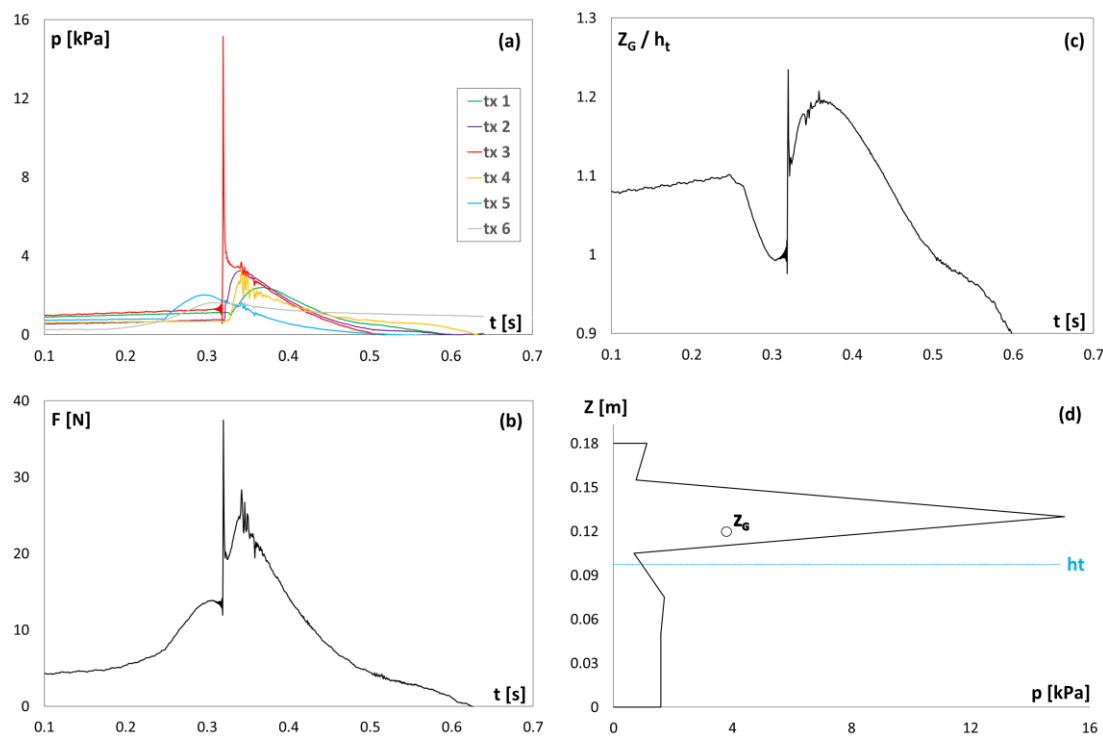 16
p [kPa]
(a)
12
8
4
0
tx 1
tx 2
tx 3
tx 4
tx 5
tx 6
t [s]
0.1 0.2 0.3 0.4 0.5 0.6 0.7
1.3
Z_G / h_t
(c)
1.2
1.1
1
0.9
t [s]
0.1 0.2 0.3 0.4 0.5 0.6 0.7
40
F [N]
(b)
30
20
10
0
t [s]
0.1 0.2 0.3 0.4 0.5 0.6 0.7
Z [m]
(d)
0.18
0.15
0.12
Z_G
0.09
ht
0.06
0.03
0
p [kPa]
0 4 8 12 16